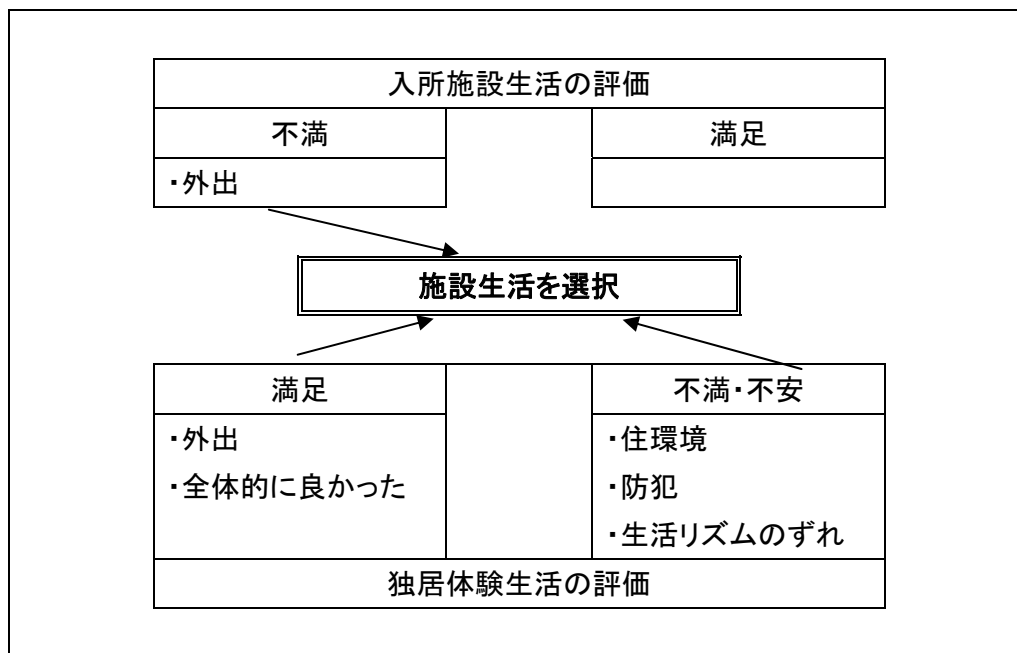 入所施設生活の評価
不満
満足
・外出
施設生活を選択
満足
不満・不安
・外出
・全体的に良かった
・住環境
・防犯
・生活リズムのずれ
独居体験生活の評価